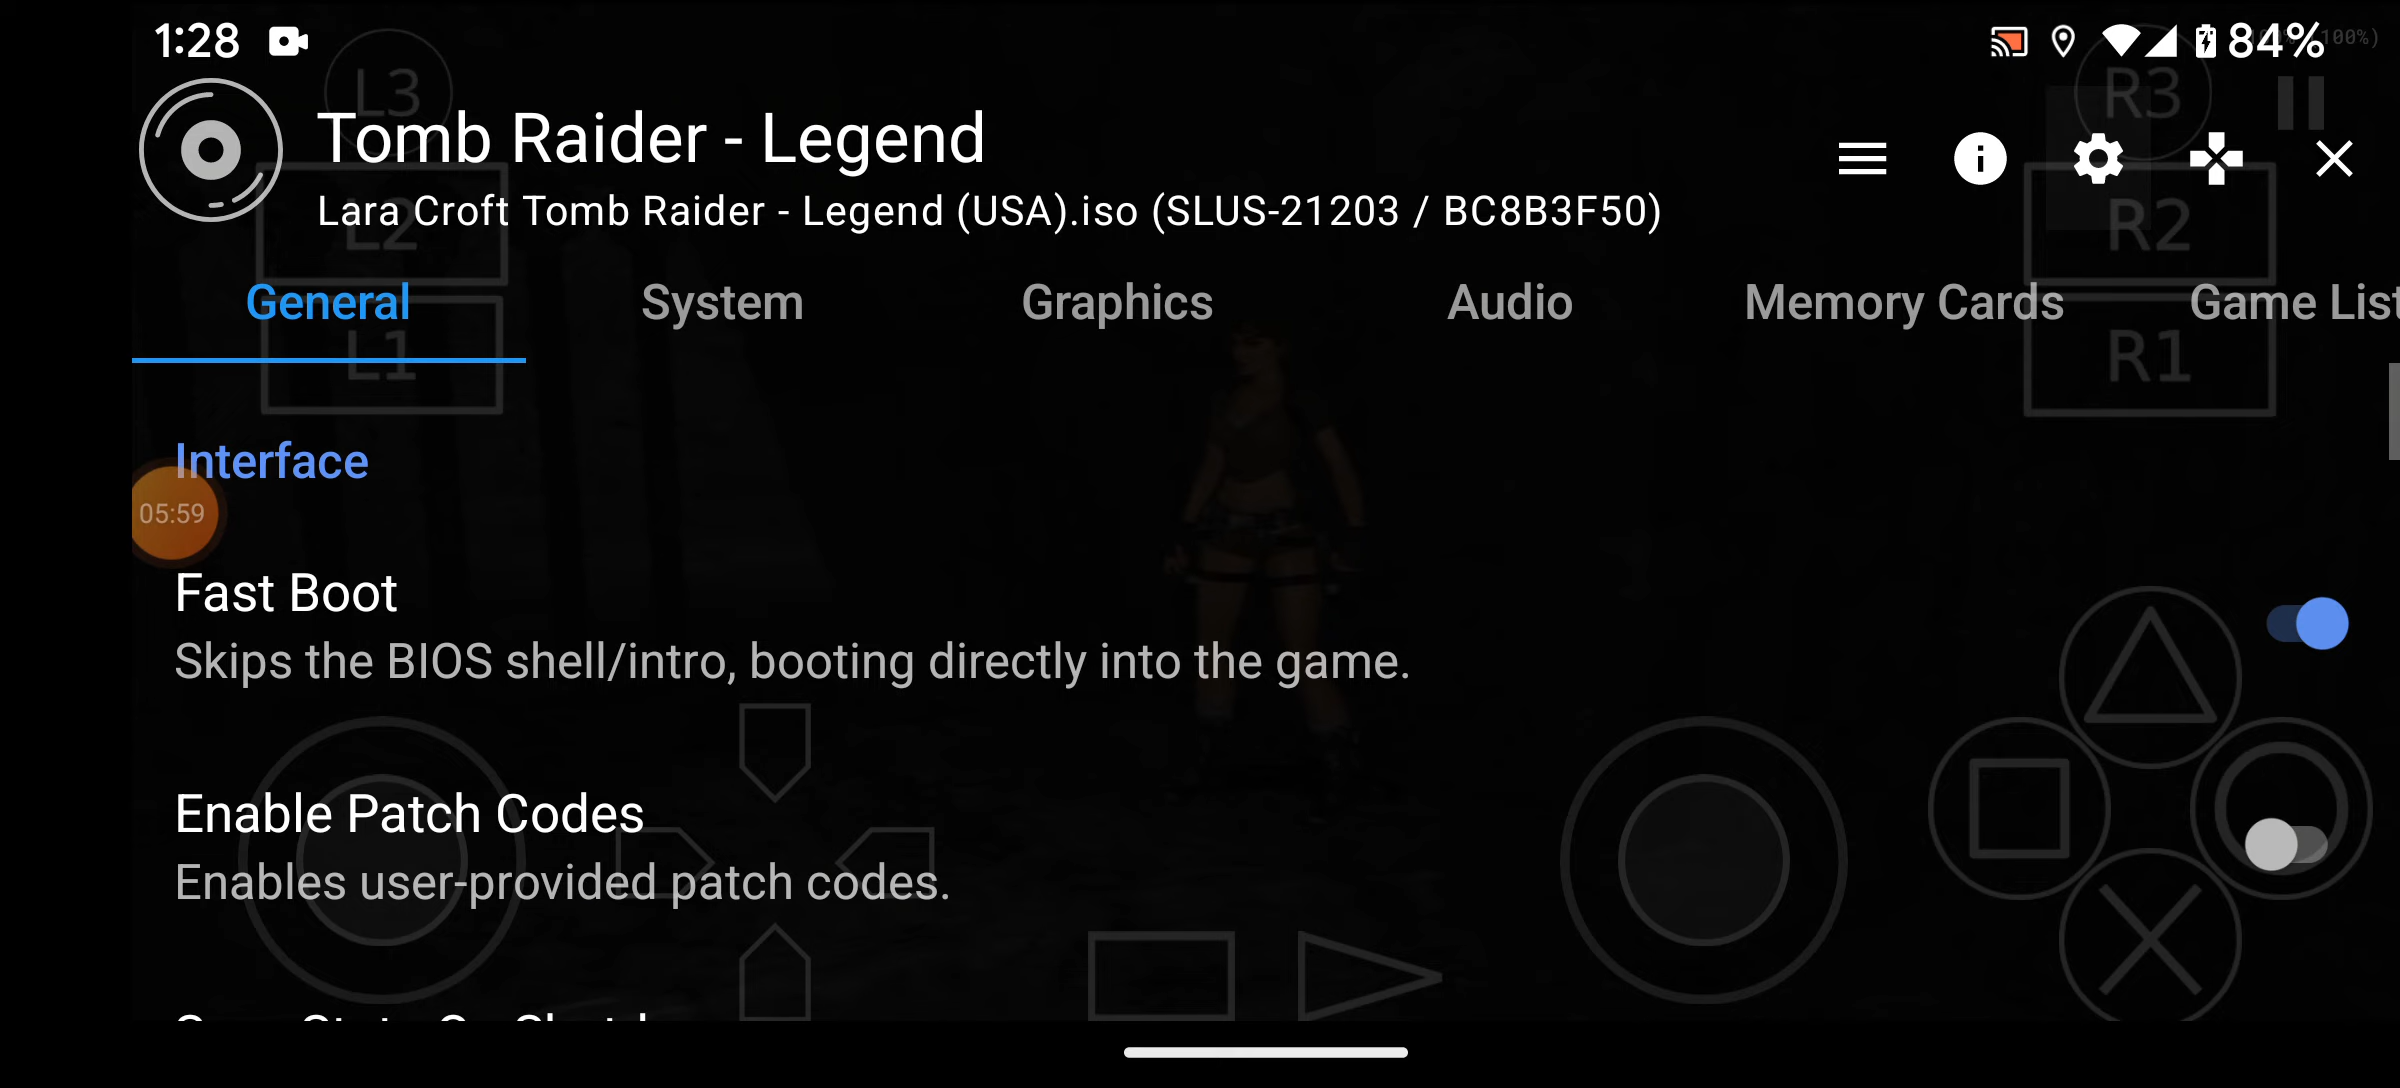 1:28
84%
100%)
L3
R3
Tomb Raider - Legend
Lara Croft Tomb Raider - Legend (USA).iso (SLUS-21203 / BC8B3F50)
L2
R2
General
System
Graphics
Audio
Memory Cards
Game List
L1
R1
Interface
05:59
Fast Boot
Skips the BIOS shell/intro, booting directly into the game.
Enable Patch Codes
Enables user-provided patch codes.